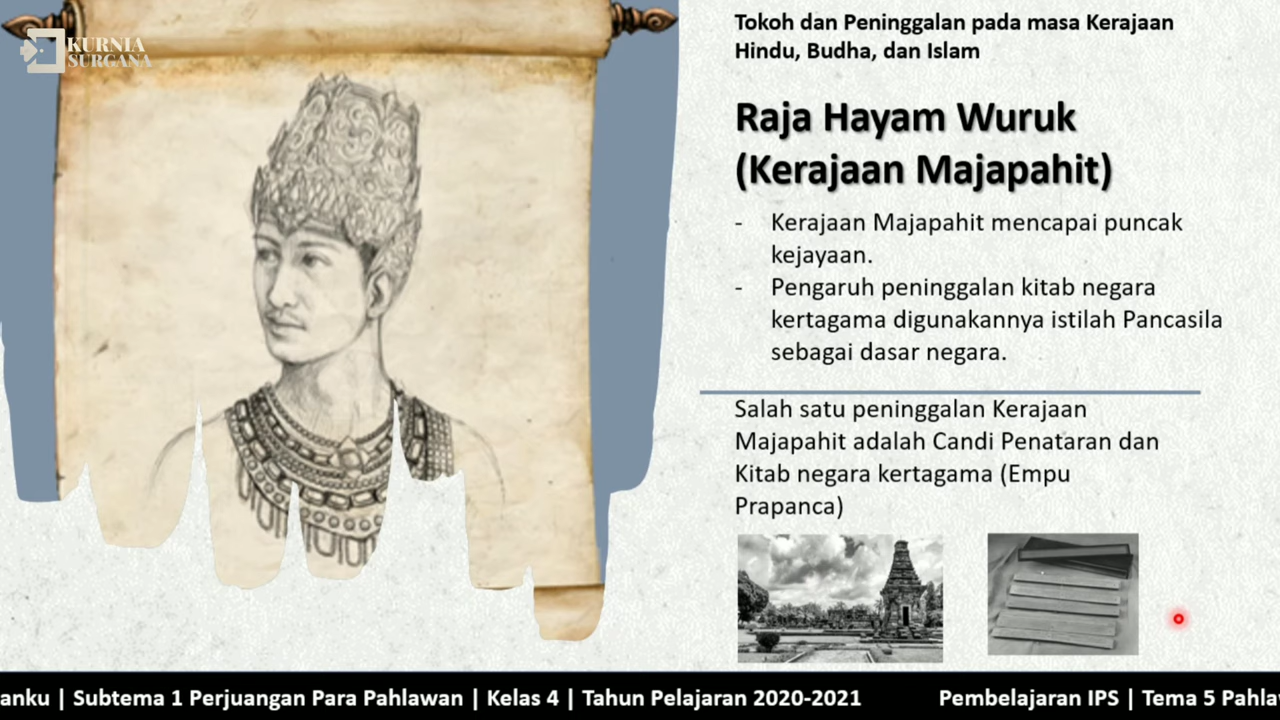 KURNIA
SURGANA
Tokoh dan Peninggalan pada masa Kerajaan
Hindu, Budha, dan Islam
Raja Hayam Wuruk
(Kerajaan Majapahit)
- Kerajaan Majapahit mencapai puncak
kejayaan.
- Pengaruh peninggalan kitab negara
kertagama digunakannya istilah Pancasila
sebagai dasar negara.
Salah satu peninggalan Kerajaan
Majapahit adalah Candi Penataran dan
Kitab negara kertagama (Empu
Prapanca)
anku | Subtema 1 Perjuangan Para Pahlawan | Kelas 4 | Tahun Pelajaran 2020-2021 Pembelajaran IPS | Tema 5 Pahla